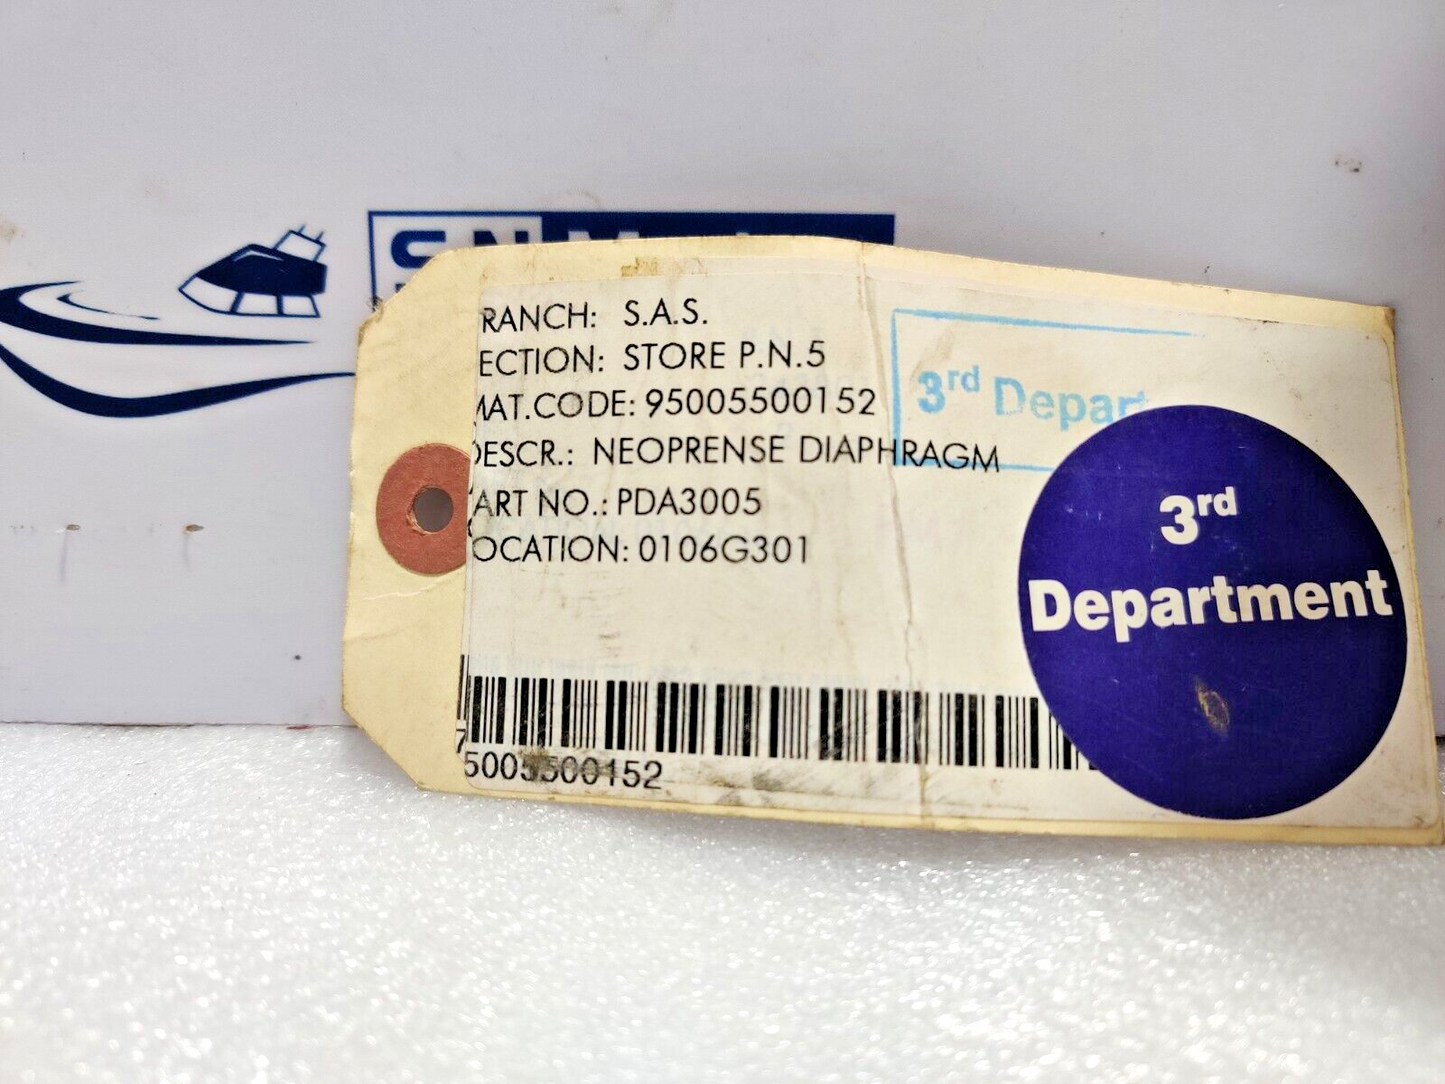 RANCH: S.A.S.
ECTION: STORE P.N.5
MAT.CODE: 95005500152
DESCR.: NEOPRENSE DIAPHRAGM
ART NO.: PDA3005
OCATION: 0106G301
5005500152
3rd Depart
3rd
Department